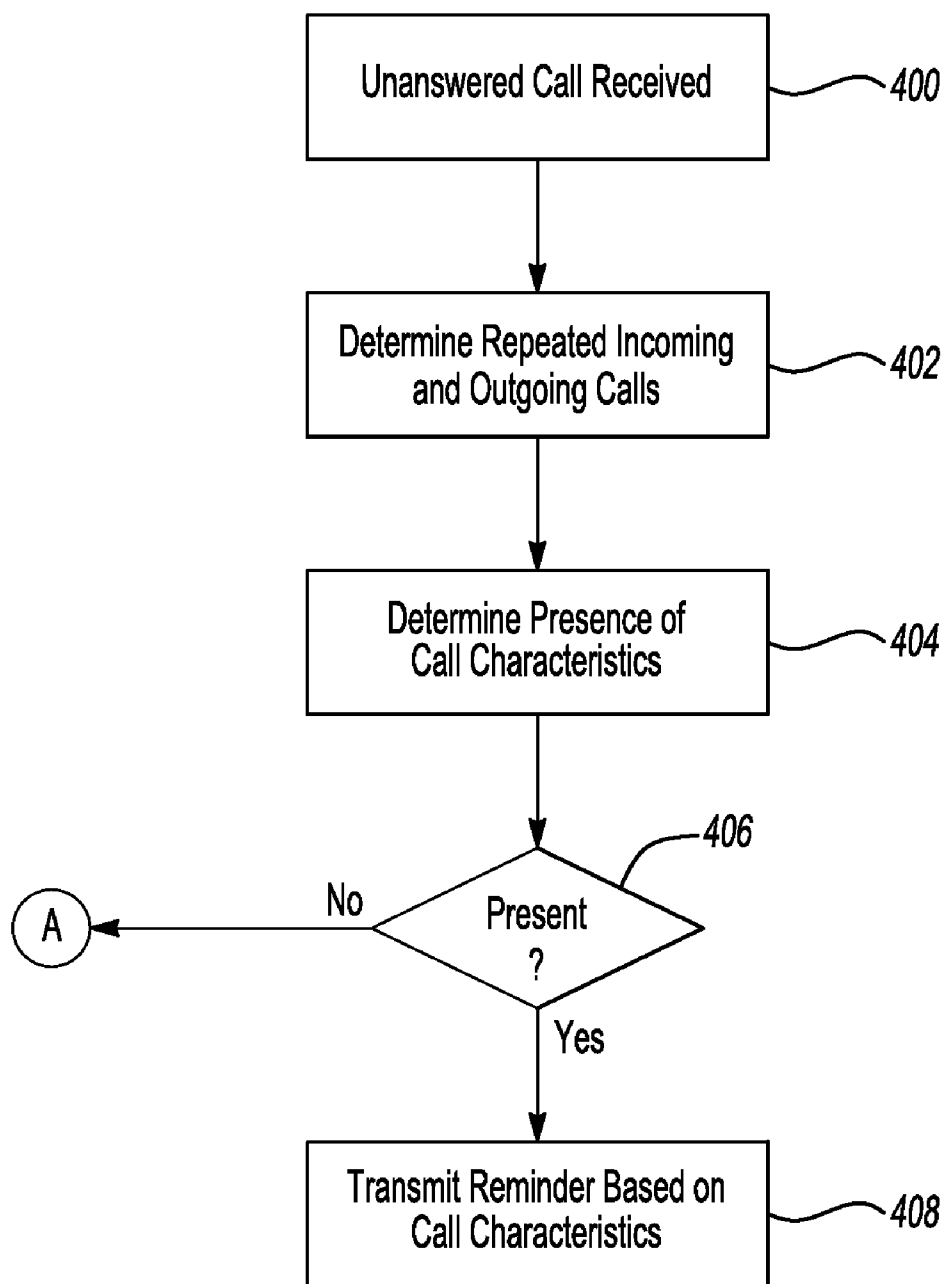 Unanswered Call Received
400
Determine Repeated Incoming
and Outgoing Calls
402
Determine Presence of
Call Characteristics
404
406
Present
?
No
A
Yes
Transmit Reminder Based on
Call Characteristics
408